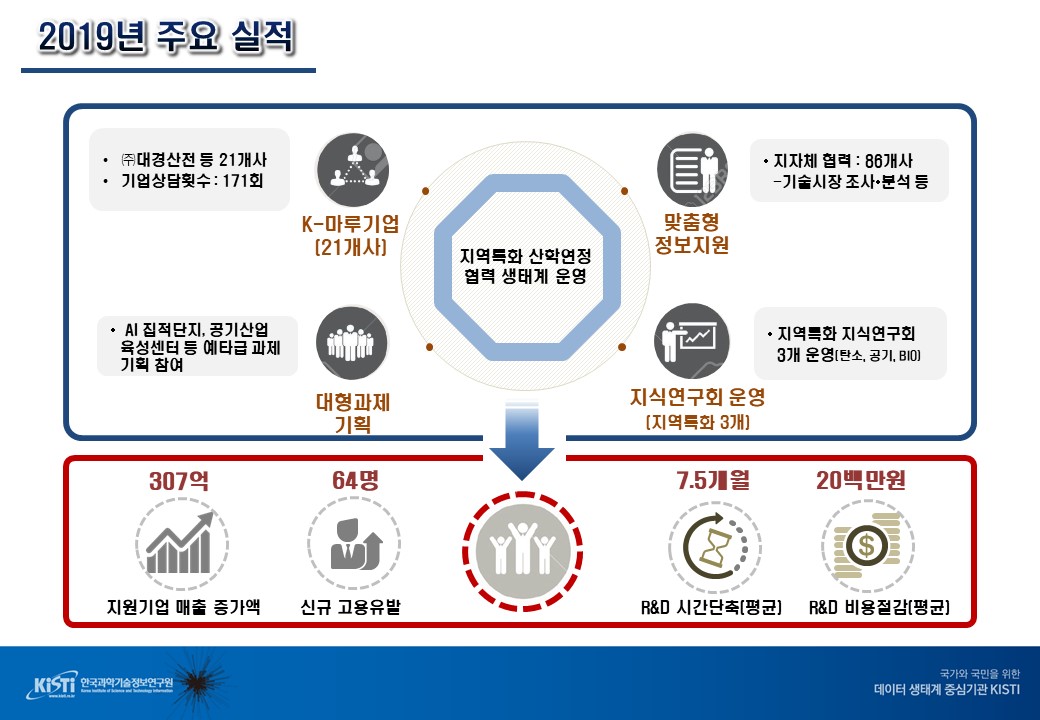 2019년 주요 실적
• ㈜대경산전 등 21개사
• 기업상담횟수 : 171회
K-마루기업
(21개사)
• 지자체 협력 : 86개사
-기술시장 조사•분석 등
맞춤형
정보지원
지역특화 산학연정
협력 생태계 운영
• AI 집적단지, 공기산업
육성센터 등 예타급 과제
기획 참여
대형과제
기획
• 지역특화 지식연구회
3개 운영(탄소, 공기, BIO)
지식연구회 운영
(지역특화 3개)
307억
지원기업 매출 증가액
64명
신규 고용유발
7.5개월
R&D 시간단축(평균)
20백만원
$
R&D 비용절감(평균)
KiSTi 한국과학기술정보연구원
www.kisti.re.kr Korea Institute of Science and Technology Information
국가와 국민을 위한
데이터 생태계 중심기관 KISTI